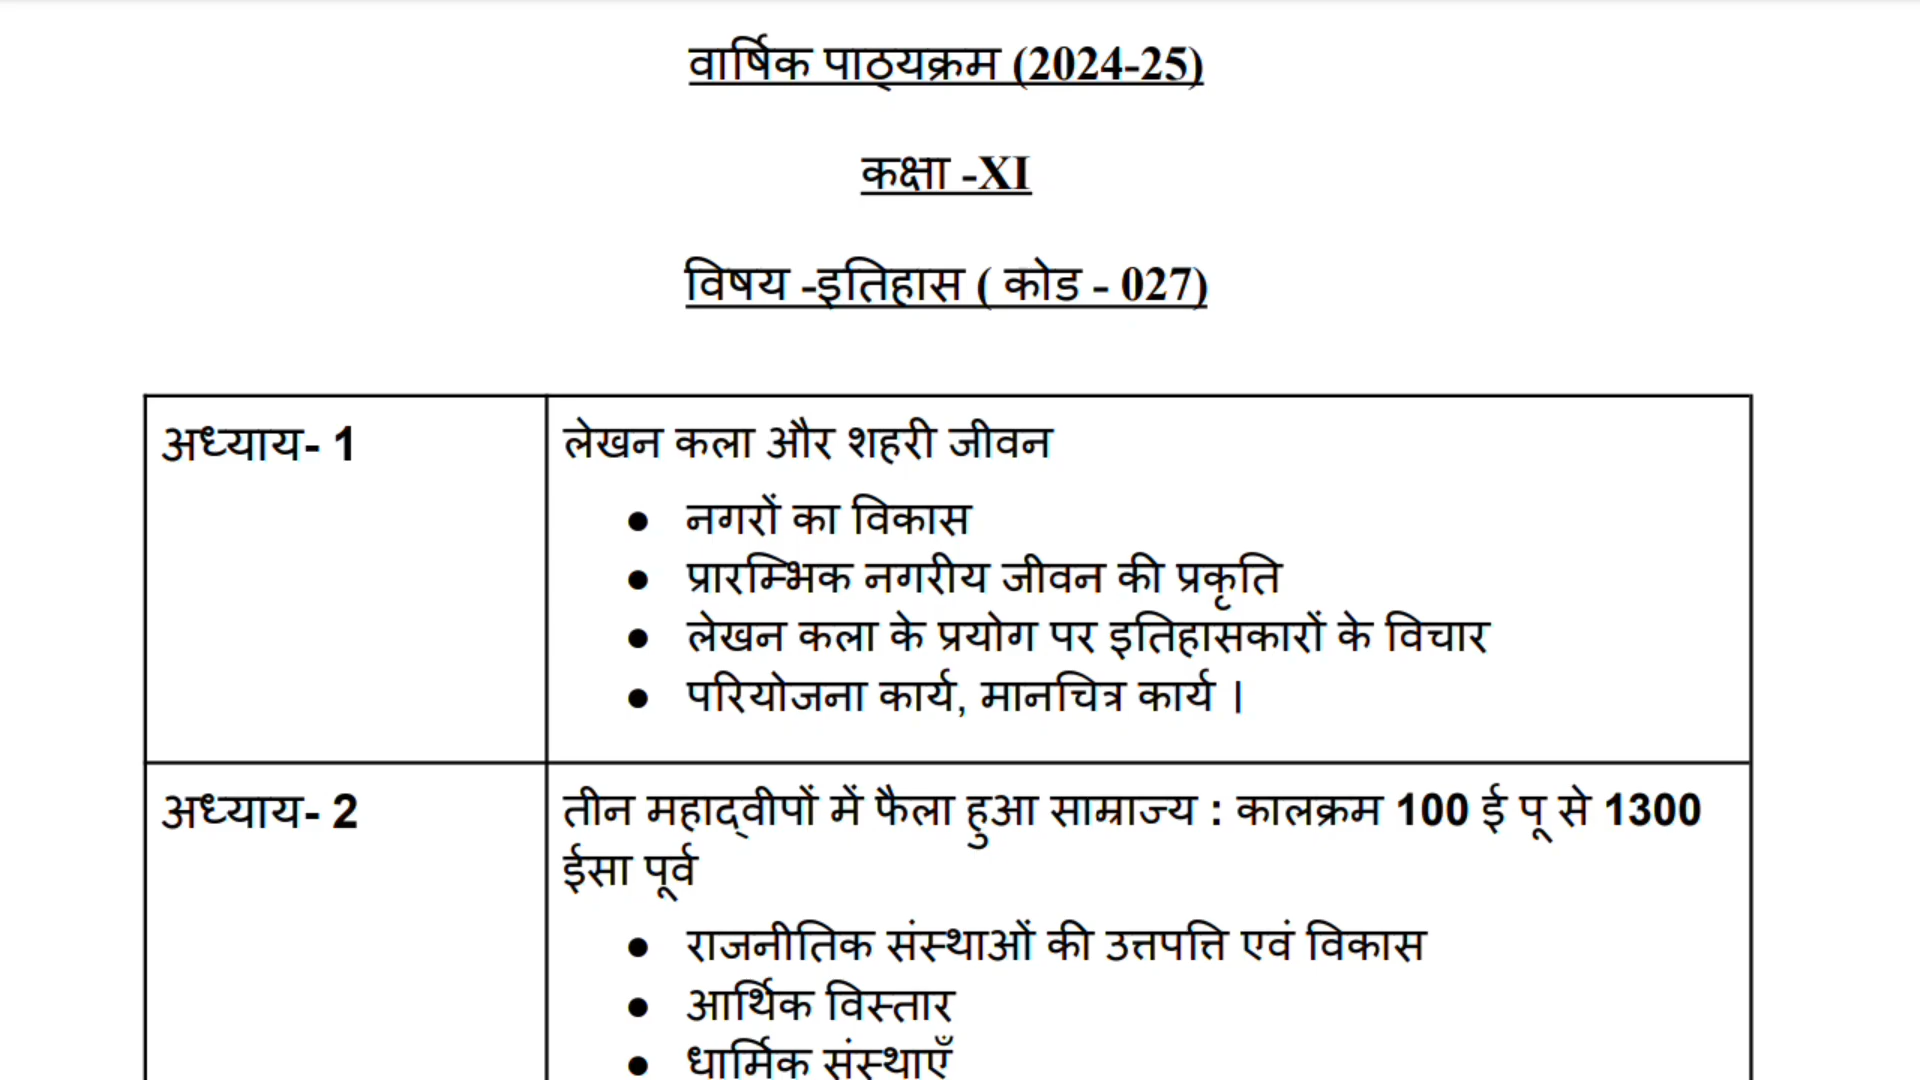 वार्षिक पाठ्यक्रम (2024-25)
कक्षा -XI
विषय -इतिहास ( कोड - 027)
अध्याय- 1
लेखन कला और शहरी जीवन
● नगरों का विकास
● प्रारम्भिक नगरीय जीवन की प्रकृति
● लेखन कला के प्रयोग पर इतिहासकारों के विचार
● परियोजना कार्य, मानचित्र कार्य ।
अध्याय- 2
तीन महाद्वीपों में फैला हुआ साम्राज्य : कालक्रम 100 ई पू से 1300
ईसा पूर्व
● राजनीतिक संस्थाओं की उत्तपत्ति एवं विकास
● आर्थिक विस्तार
● धार्मिक संस्थाएँ